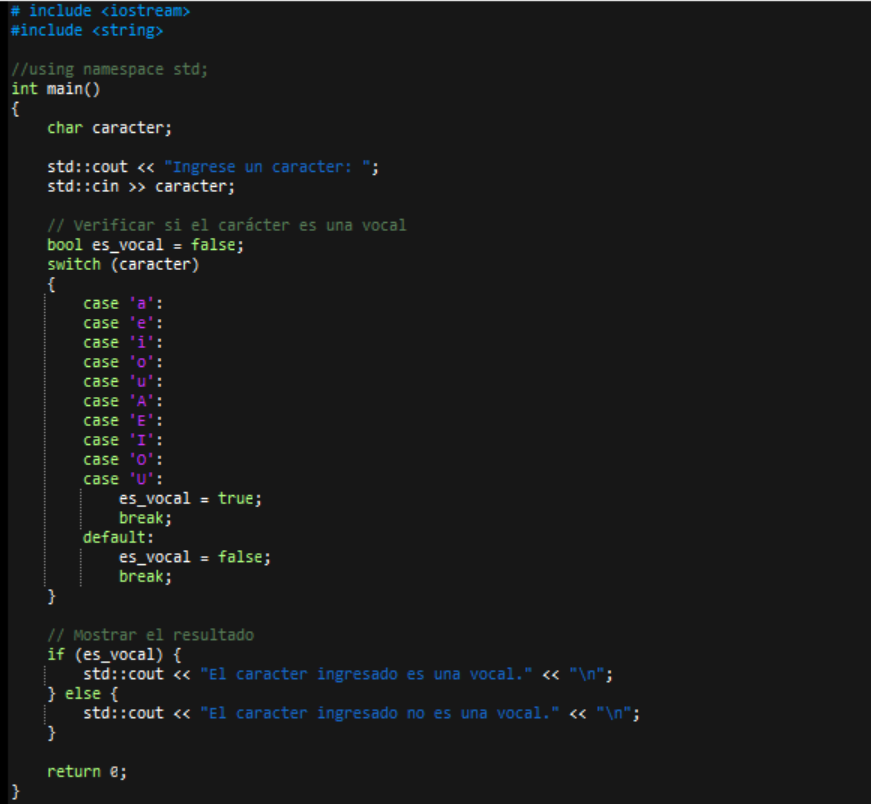 # include <iostream>
#include <string>
//using namespace std;
int main()
{
    char caracter;
    std::cout << "Ingrese un caracter: ";
    std::cin >> caracter;
    // Verificar si el carácter es una vocal
    bool es_vocal = false;
    switch (caracter)
    {
        case 'a':
        case 'e':
        case 'i':
        case 'o':
        case 'u':
        case 'A':
        case 'E':
        case 'I':
        case 'O':
        case 'U':
            es_vocal = true;
            break;
        default:
            es_vocal = false;
            break;
    }
    // Mostrar el resultado
    if (es_vocal) {
        std::cout << "El caracter ingresado es una vocal." << "\n";
    } else {
        std::cout << "El caracter ingresado no es una vocal." << "\n";
    }
    return 0;
}